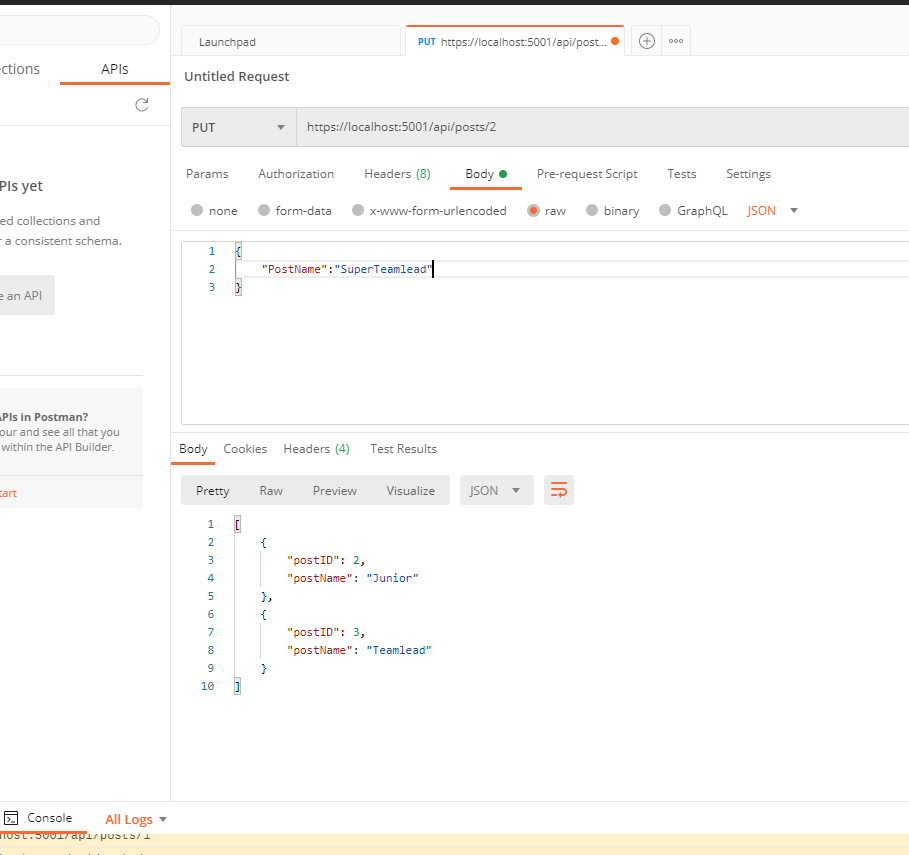 Launchpad
PUT https://localhost:5001/api/post...
ections APIs
Untitled Request
PUT https://localhost:5001/api/posts/2
Params Authorization Headers (8) Body Pre-request Script Tests Settings
none form-data x-www-form-urlencoded raw binary GraphQL JSON
PIs yet
ed collections and
r a consistent schema.
e an API
1 {
2 "PostName":"SuperTeamlead"
3 }
APIs in Postman?
our and see all that you
within the API Builder.
tart
Body Cookies Headers (4) Test Results
Pretty Raw Preview Visualize JSON
1 [
2 {
3 "postID": 2,
4 "postName": "Junior"
5 },
6 {
7 "postID": 3,
8 "postName": "Teamlead"
9 }
10 ]
Console All Logs
host:5001/api/posts/1